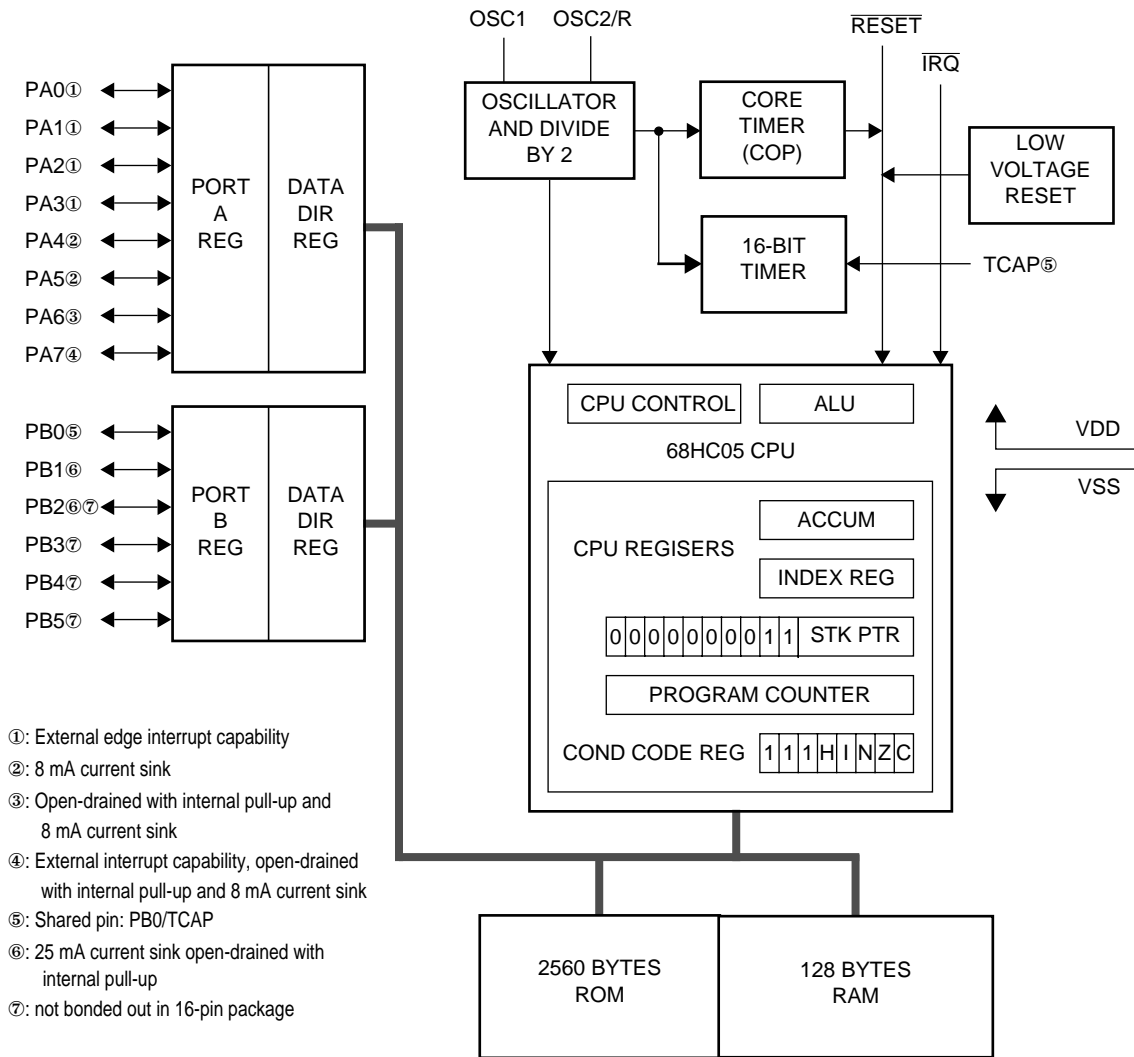 OSC1
OSC2/R
RESET
IRQ
PA0①
PA1①
PA2①
PA3①
PA4②
PA5②
PA6③
PA7④
PORT
A
REG
DATA
DIR
REG
OSCILLATOR
AND DIVIDE
BY 2
CORE
TIMER
(COP)
LOW
VOLTAGE
RESET
16-BIT
TIMER
TCAP⑤
PB0⑤
PB1⑥
PB2⑥⑦
PB3⑦
PB4⑦
PB5⑦
PORT
B
REG
DATA
DIR
REG
CPU CONTROL
ALU
68HC05 CPU
VDD
VSS
CPU REGISERS
ACCUM
INDEX REG
0 0 0 0 0 0 0 0 1 1 STK PTR
PROGRAM COUNTER
COND CODE REG 1 1 1 H I N Z C
①: External edge interrupt capability
②: 8 mA current sink
③: Open-drained with internal pull-up and
8 mA current sink
④: External interrupt capability, open-drained
with internal pull-up and 8 mA current sink
⑤: Shared pin: PB0/TCAP
⑥: 25 mA current sink open-drained with
internal pull-up
⑦: not bonded out in 16-pin package
2560 BYTES
ROM
128 BYTES
RAM